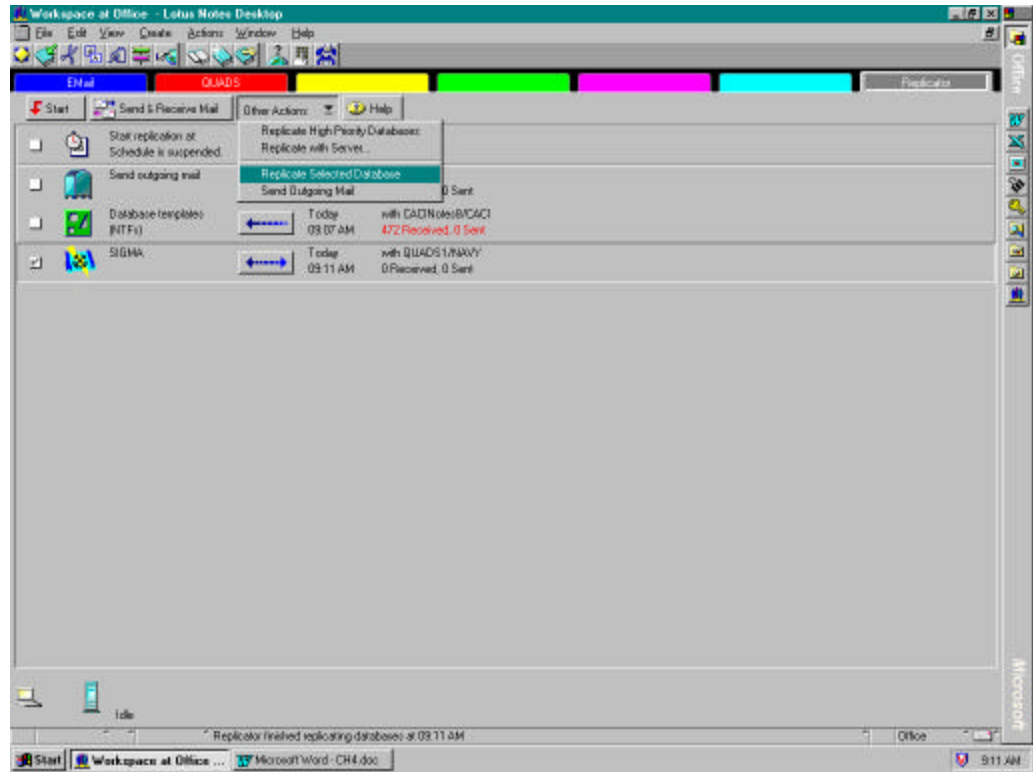 Workspace at Office - Lotus Notes Desktop
File Edit View Create Actions Window Help
EMail QUADS Replicator
Start Send & Receive Mail Other Actions Help
Replicate High Priority Databases
Replicate with Server...
Replicate Selected Database
Send Outgoing Mail
Start replication at
Schedule is suspended.
Send outgoing mail
0 Sent
Database templates
(NTFs)
Today
09:07 AM
472 Received, 0 Sent
SIGMA
Today
09:11 AM
with QUADS1/NAVY
0 Received, 0 Sent
Idle
Replicator finished replicating databases at 09:11 AM
Office
Start Workspace at Office ... Microsoft Word - CH4.doc 9:11 AM
Office
Microsoft